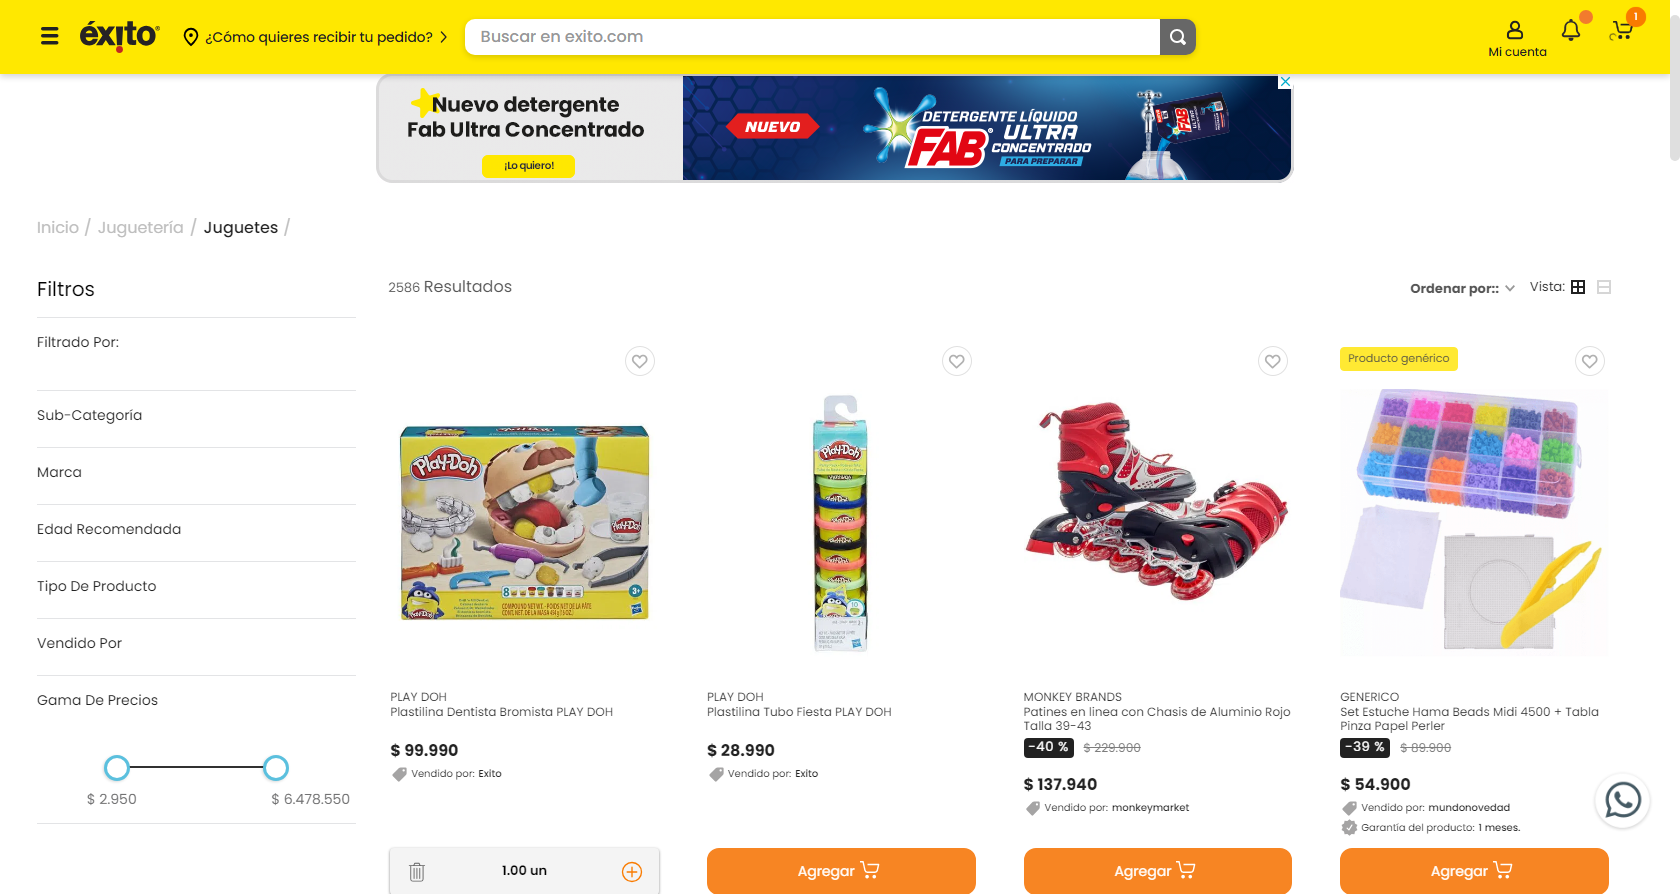 éxito
¿Cómo quieres recibir tu pedido?
Buscar en exito.com
Mi cuenta
1
Nuevo detergente
Fab Ultra Concentrado
¡Lo quiero!
NUEVO
DETERGENTE LÍQUIDO
FAB ULTRA
CONCENTRADO
PARA PREPARAR
Inicio / Juguetería / Juguetes /
Filtros
2586 Resultados
Ordenar por::
Vista:
Filtrado Por:
Sub-Categoría
Marca
Edad Recomendada
Tipo De Producto
Vendido Por
Gama De Precios
$ 2.950
$ 6.478.550
Play-Doh
3+
PLAY DOH
Plastilina Dentista Bromista PLAY DOH
$ 99.990
Vendido por: Exito
1.00 un
Play-Doh
PLAY DOH
Plastilina Tubo Fiesta PLAY DOH
$ 28.990
Vendido por: Exito
Agregar
MONKEY BRANDS
Patines en linea con Chasis de Aluminio Rojo
Talla 39-43
-40 % $ 229.900
$ 137.940
Vendido por: monkeymarket
Agregar
Producto genérico
GENERICO
Set Estuche Hama Beads Midi 4500 + Tabla
Pinza Papel Perler
-39 % $ 89.900
$ 54.900
Vendido por: mundonovedad
Garantía del producto: 1 meses.
Agregar